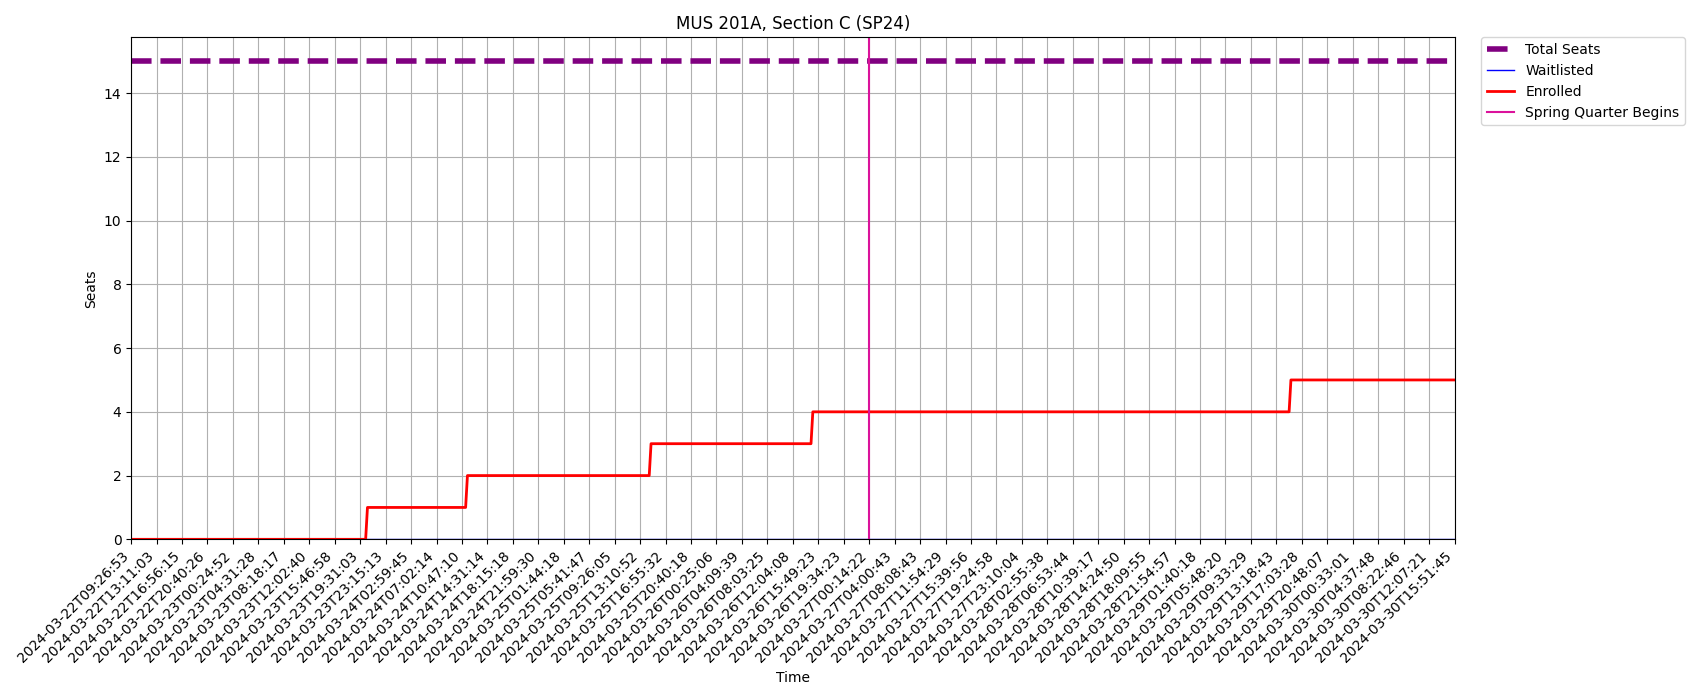 MUS 201A, Section C (SP24)
Total Seats
Waitlisted
Enrolled
Spring Quarter Begins
Seats
14
12
10
8
6
4
2
0
2024-03-22T09:26:53
2024-03-22T13:11:03
2024-03-22T16:56:15
2024-03-22T20:40:26
2024-03-23T00:24:52
2024-03-23T04:31:28
2024-03-23T08:18:17
2024-03-23T12:02:40
2024-03-23T15:46:58
2024-03-23T19:31:03
2024-03-23T23:15:13
2024-03-24T02:59:45
2024-03-24T07:02:14
2024-03-24T10:47:10
2024-03-24T14:31:14
2024-03-24T18:15:18
2024-03-24T21:59:30
2024-03-25T01:44:18
2024-03-25T05:41:47
2024-03-25T09:26:05
2024-03-25T13:10:52
2024-03-25T16:55:32
2024-03-25T20:40:18
2024-03-26T00:25:06
2024-03-26T04:09:39
2024-03-26T08:03:25
2024-03-26T12:04:08
2024-03-26T15:49:23
2024-03-26T19:34:23
2024-03-27T00:14:22
2024-03-27T04:00:43
2024-03-27T08:08:43
2024-03-27T11:54:29
2024-03-27T15:39:56
2024-03-27T19:24:58
2024-03-27T23:10:04
2024-03-28T02:55:38
2024-03-28T06:53:44
2024-03-28T10:39:17
2024-03-28T14:24:50
2024-03-28T18:09:55
2024-03-28T21:54:57
2024-03-29T01:40:18
2024-03-29T05:48:20
2024-03-29T09:33:29
2024-03-29T13:18:43
2024-03-29T17:03:28
2024-03-29T20:48:07
2024-03-30T00:33:01
2024-03-30T04:37:48
2024-03-30T08:22:46
2024-03-30T12:07:21
2024-03-30T15:51:45
Time